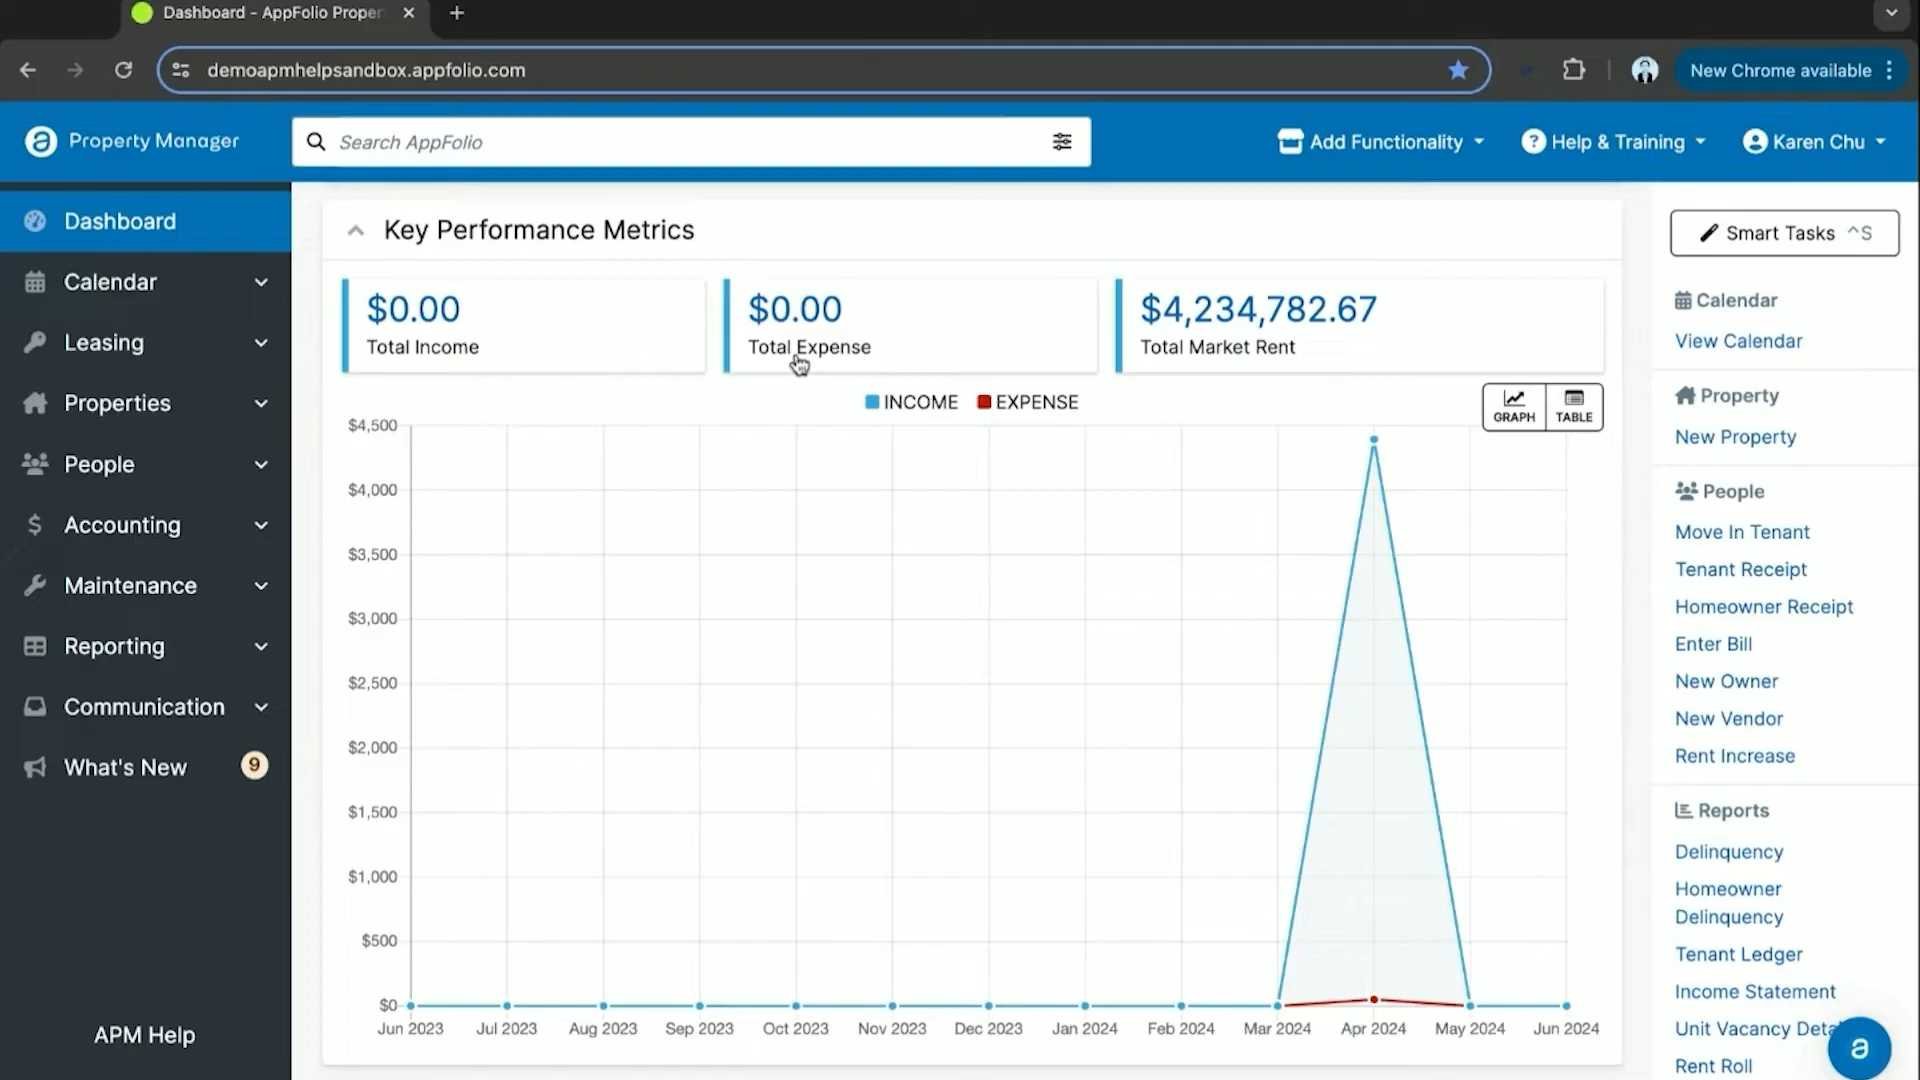 Dashboard - AppFolio Proper
demoapmhelpsandbox.appfolio.com
New Chrome available
a Property Manager
Search AppFolio
Add Functionality
? Help & Training
Karen Chu
Dashboard
Calendar
Leasing
Properties
People
Accounting
Maintenance
Reporting
Communication
What's New 9
APM Help
Key Performance Metrics
$0.00
Total Income
$0.00
Total Expense
$4,234,782.67
Total Market Rent
INCOME EXPENSE
GRAPH TABLE
$4,500
$4,000
$3,500
$3,000
$2,500
$2,000
$1,500
$1,000
$500
$0
Jun 2023 Jul 2023 Aug 2023 Sep 2023 Oct 2023 Nov 2023 Dec 2023 Jan 2024 Feb 2024 Mar 2024 Apr 2024 May 2024 Jun 2024
Smart Tasks ^S
Calendar
View Calendar
Property
New Property
People
Move In Tenant
Tenant Receipt
Homeowner Receipt
Enter Bill
New Owner
New Vendor
Rent Increase
Reports
Delinquency
Homeowner
Delinquency
Tenant Ledger
Income Statement
Unit Vacancy Deta
Rent Roll
a